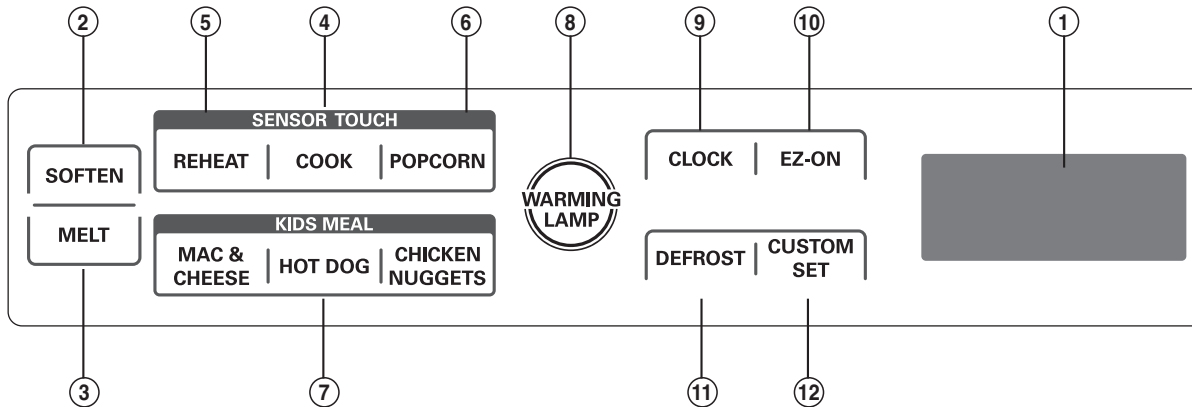 2
5
4
6
8
9
10
1
SENSOR TOUCH
REHEAT
COOK
POPCORN
SOFTEN
MELT
KIDS MEAL
MAC &
CHEESE
HOT DOG
CHICKEN
NUGGETS
WARMING
LAMP
CLOCK
EZ-ON
DEFROST
CUSTOM
SET
3
7
11
12